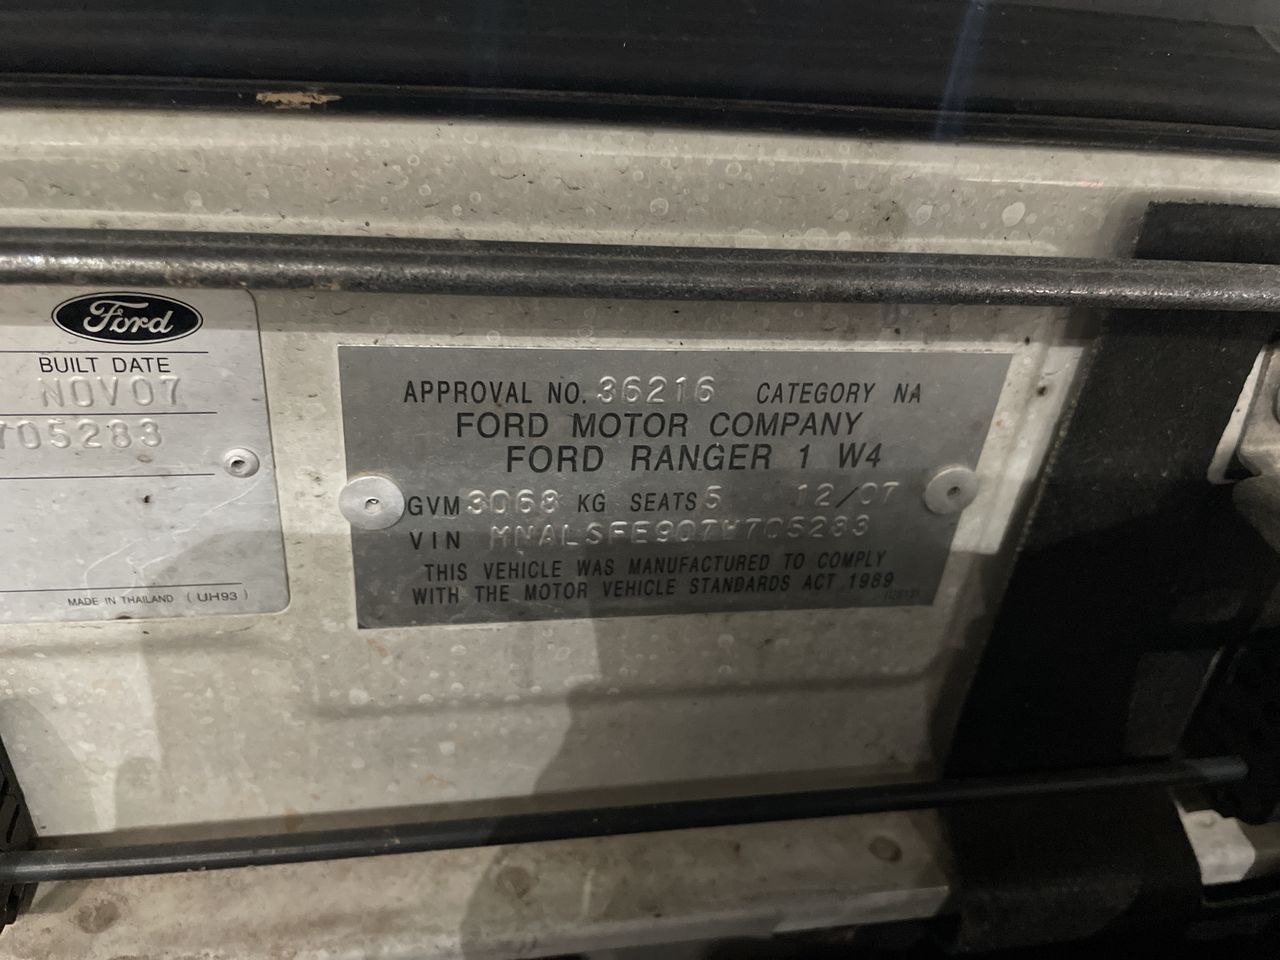 Ford
BUILT DATE
NOV07
705283
MADE IN THAILAND (UH93)
APPROVAL NO. 36216 CATEGORY NA
FORD MOTOR COMPANY
FORD RANGER 1 W4
GVM 3068 KG SEATS 5 12/07
VIN MNALSFE907W705283
THIS VEHICLE WAS MANUFACTURED TO COMPLY
WITH THE MOTOR VEHICLE STANDARDS ACT 1989